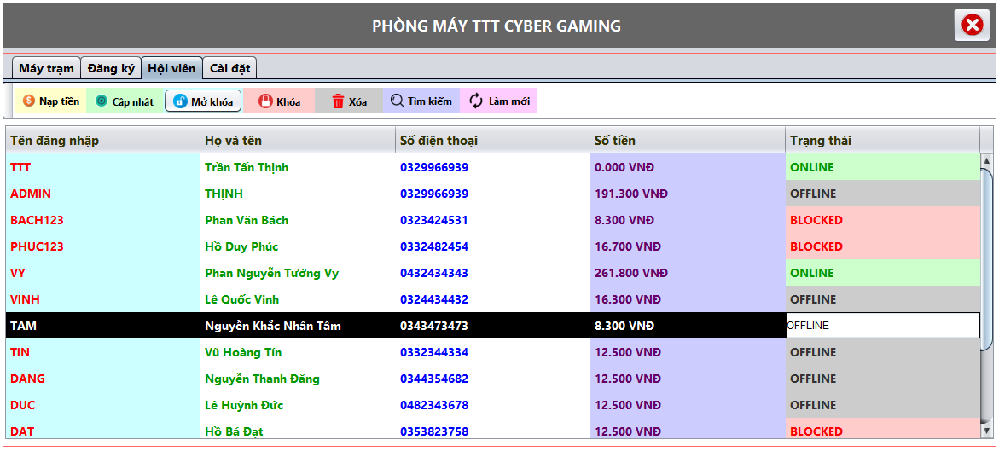 PHÒNG MÁY TTT CYBER GAMING
Máy trạm Đăng ký Hội viên Cài đặt
Nạp tiền Cập nhật Mở khóa Khóa Xóa Tìm kiếm Làm mới
Tên đăng nhập Họ và tên Số điện thoại Số tiền Trạng thái
TTT Trần Tấn Thịnh 0329966939 0.000 VNĐ ONLINE
ADMIN THỊNH 0329966939 191.300 VNĐ OFFLINE
BACH123 Phan Văn Bách 0323424531 8.300 VNĐ BLOCKED
PHUC123 Hồ Duy Phúc 0332482454 16.700 VNĐ BLOCKED
VY Phan Nguyễn Tường Vy 0432434343 261.800 VNĐ ONLINE
VINH Lê Quốc Vinh 0324434432 16.300 VNĐ OFFLINE
TAM Nguyễn Khắc Nhân Tâm 0343473473 8.300 VNĐ OFFLINE
TIN Vũ Hoàng Tín 0332344334 12.500 VNĐ OFFLINE
DANG Nguyễn Thanh Đăng 0344354682 12.500 VNĐ OFFLINE
DUC Lê Huỳnh Đức 0482343678 12.500 VNĐ OFFLINE
DAT Hồ Bá Đạt 0353823758 12.500 VNĐ BLOCKED